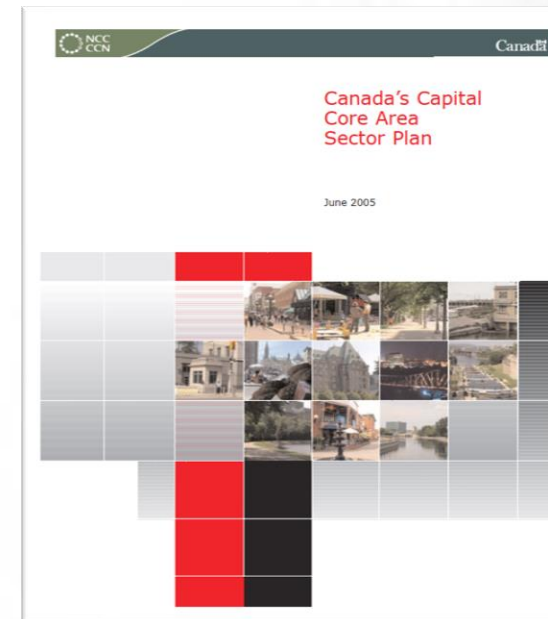 NCC
CCN
Canada
Canada's Capital
Core Area
Sector Plan
June 2005